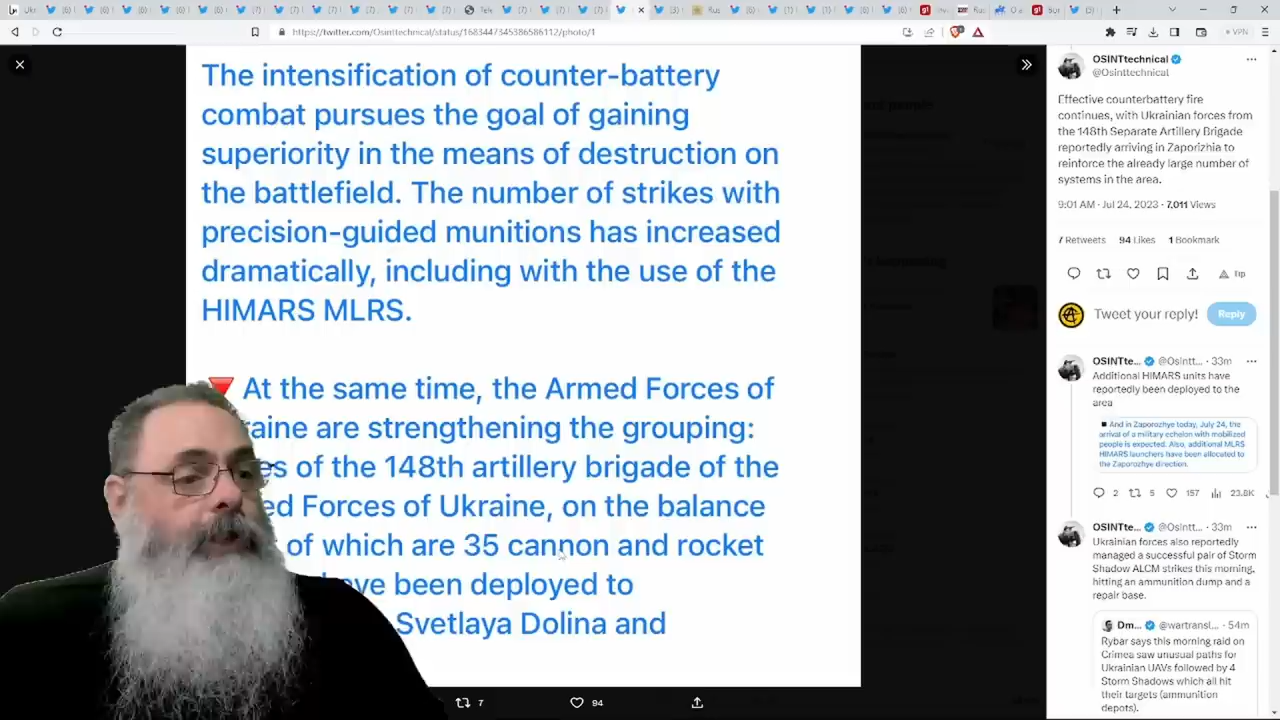 https://twitter.com/Osinttechnical/status/1683447345386586112/photo/1
The intensification of counter-battery
combat pursues the goal of gaining
superiority in the means of destruction on
the battlefield. The number of strikes with
precision-guided munitions has increased
dramatically, including with the use of the
HIMARS MLRS.
At the same time, the Armed Forces of
raine are strengthening the grouping:
es of the 148th artillery brigade of the
ed Forces of Ukraine, on the balance
of which are 35 cannon and rocket
ave been deployed to
Svetlaya Dolina and
7
94
OSINTtechnical
@Osinttechnical
Effective counterbattery fire
continues, with Ukrainian forces from
the 148th Separate Artillery Brigade
reportedly arriving in Zaporizhia to
reinforce the already large number of
systems in the area.
9:01 AM · Jul 24, 2023 · 7,011 Views
7 Retweets 94 Likes 1 Bookmark
Tip
Tweet your reply!
Reply
OSINTte... @Osintt... · 33m
Additional HIMARS units have
reportedly been deployed to the
area
And in Zaporozhye today, July 24, the
arrival of a military echelon with mobilized
people is expected. Also, additional MLRS
HIMARS launchers have been allocated to
the Zaporozhye direction.
2 5 157 23.8K
OSINTte... @Osintt... · 33m
Ukrainian forces also reportedly
managed a successful pair of Storm
Shadow ALCM strikes this morning,
hitting an ammunition dump and a
repair base.
Dm... @wartransl... · 54m
Rybar says this morning raid on
Crimea saw unusual paths for
Ukrainian UAVs followed by 4
Storm Shadows which all hit
their targets (ammunition
depots).
VPN